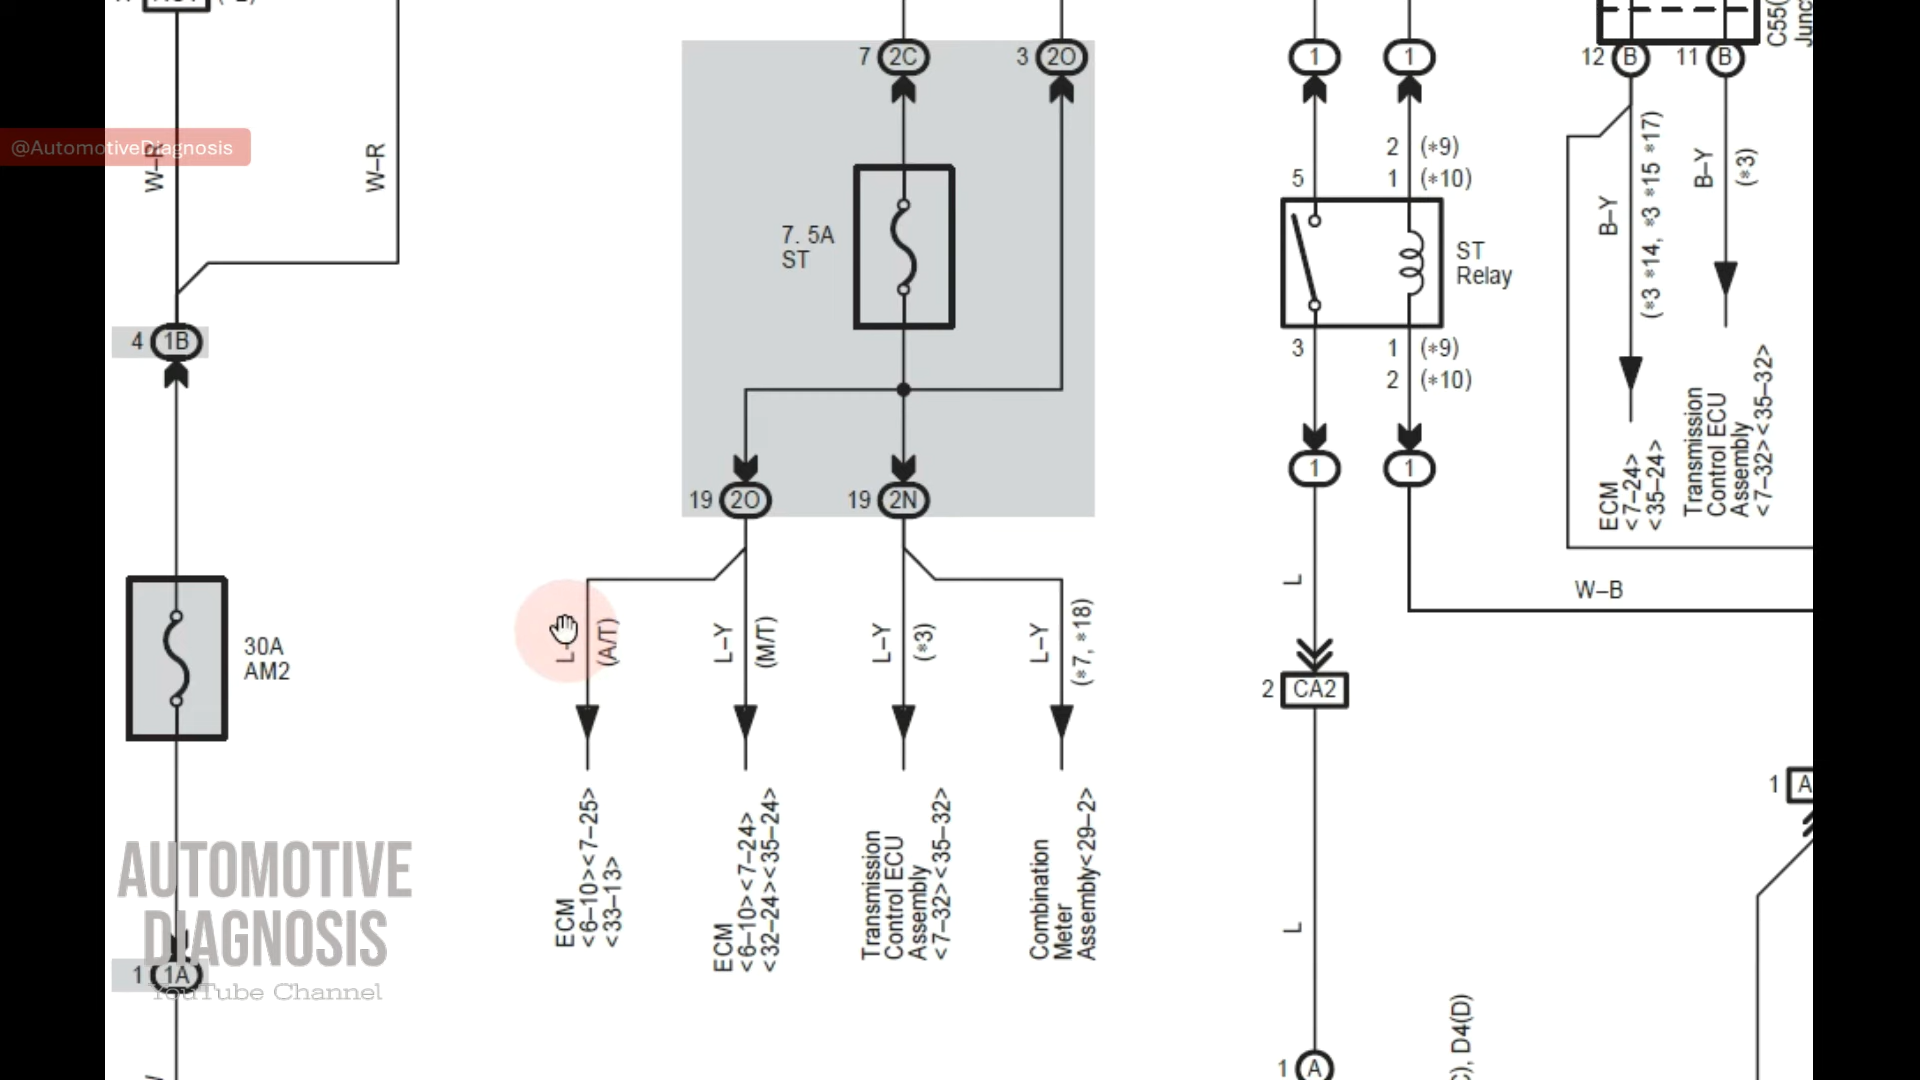 @AutomotiveDiagnosis
W–R
W–R
4 1B
30A
AM2
1 1A
AUTOMOTIVE
DIAGNOSIS
YouTube Channel
7 2C
3 2O
7. 5A
ST
19 2O
19 2N
(A/T)
L–Y
(M/T)
L–Y
(*3)
L–Y
(*7, *18)
ECM
<6–10><7–25>
<33–13>
ECM
<6–10><7–24>
<32–24><35–24>
Transmission
Control ECU
Assembly
<7–32><35–32>
Combination
Meter
Assembly<29–2>
1
1
2 (*9)
5
1 (*10)
ST
Relay
3
1 (*9)
2 (*10)
1
1
L
2 CA2
L
1 A
W–B
12 B
11 B
B–Y
(*3 *14, *3 *15 *17)
B–Y
(*3)
ECM
<7–24>
<35–24>
Transmission
Control ECU
Assembly
<7–32><35–32>
1 A
D4(D)